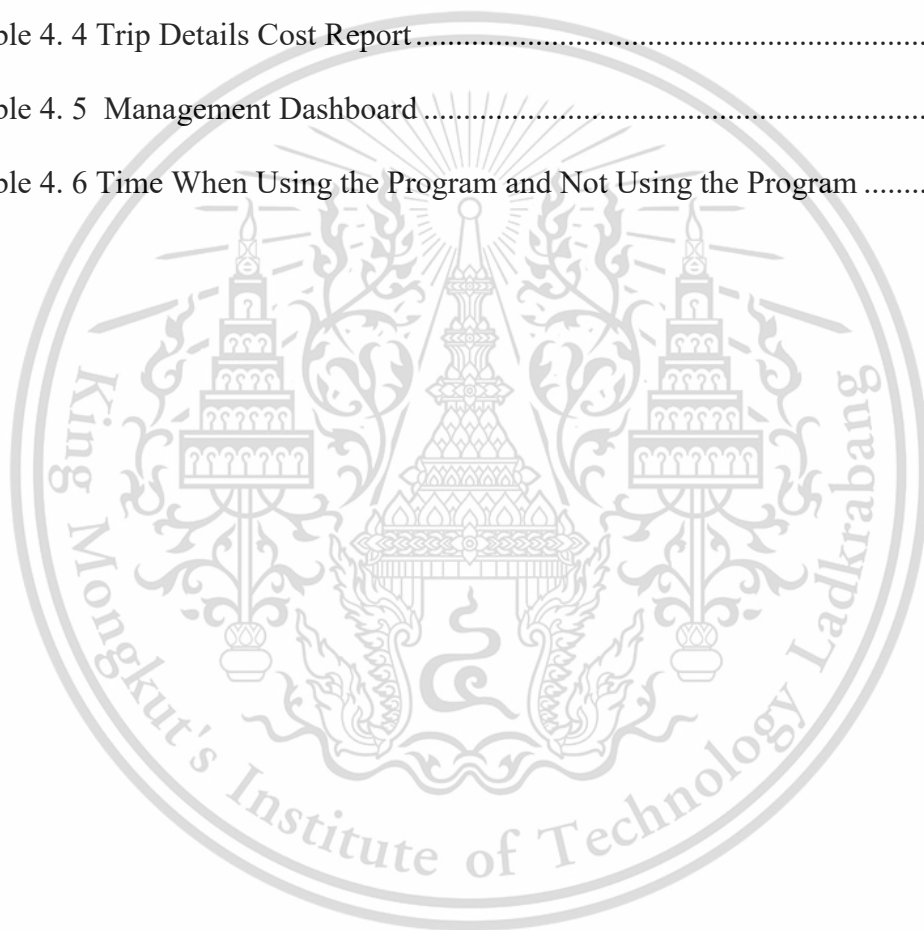 ble 4. 4 Trip Details Cost Report................................................................
ble 4. 5  Management Dashboard ................................................................
ble 4. 6 Time When Using the Program and Not Using the Program ........
King Mongkut's Institute of Technology Ladkrabang